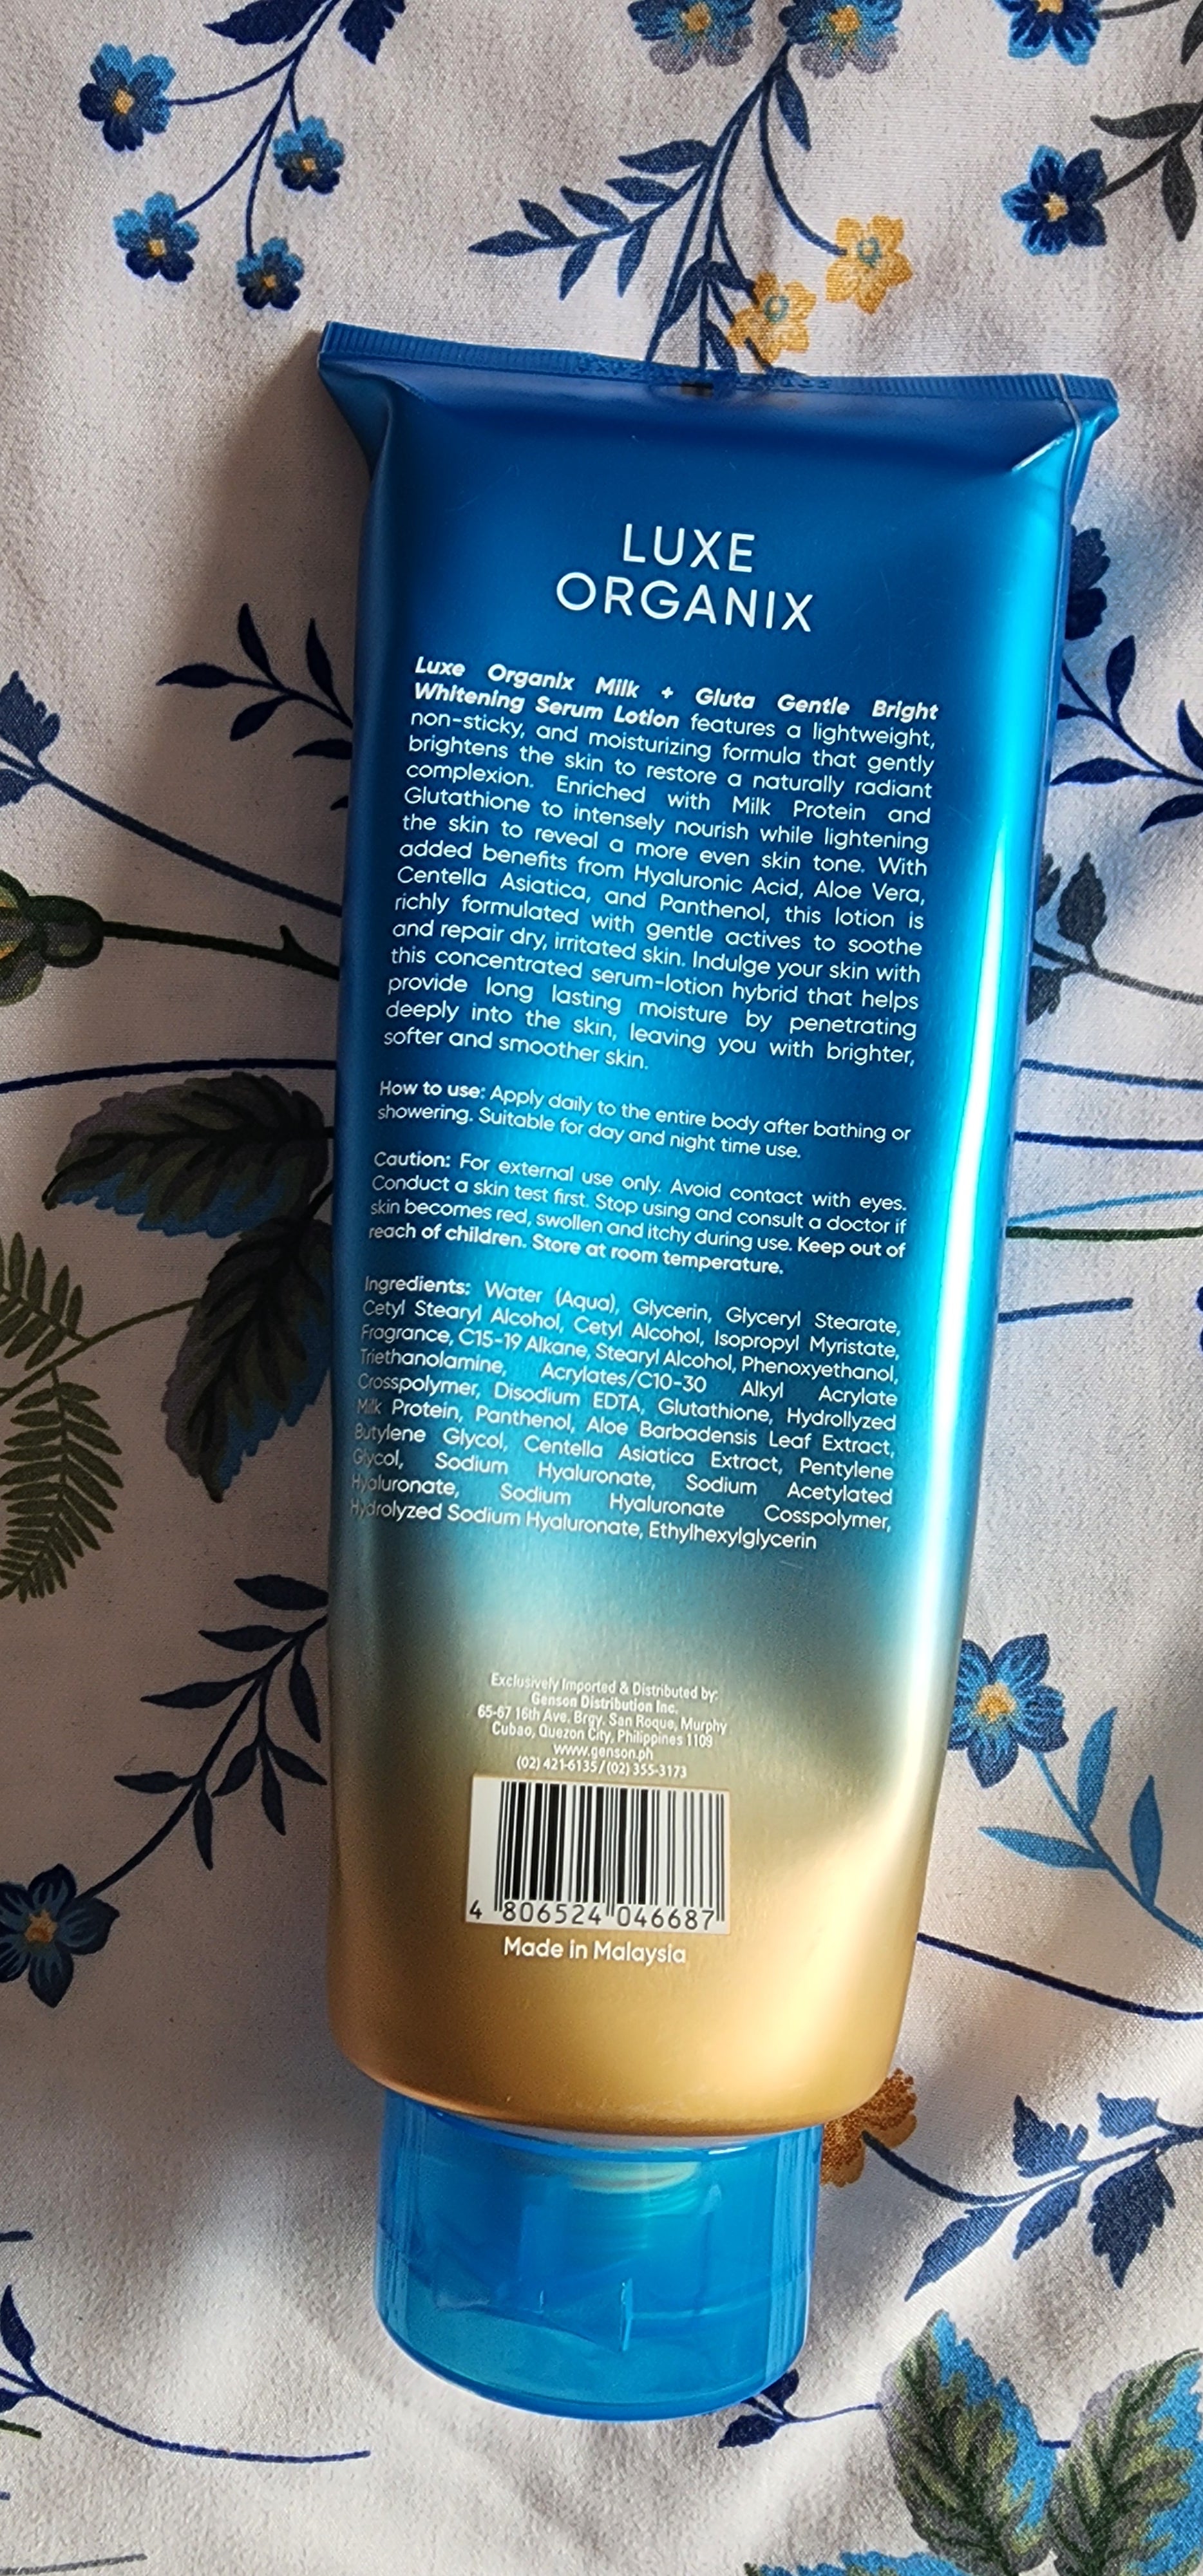 LUXE
ORGANIX
Luxe Organix Milk + Gluta Gentle Bright
Whitening Serum Lotion features a lightweight,
non-sticky, and moisturizing formula that gently
brightens the skin to restore a naturally radiant
complexion. Enriched with Milk Protein and
Glutathione to intensely nourish while lightening
the skin to reveal a more even skin tone. With
added benefits from Hyaluronic Acid, Aloe Vera,
Centella Asiatica, and Panthenol, this lotion is
richly formulated with gentle actives to soothe
and repair dry, irritated skin. Indulge your skin with
this concentrated serum-lotion hybrid that helps
provide long lasting moisture by penetrating
deeply into the skin, leaving you with brighter,
softer and smoother skin.
How to use: Apply daily to the entire body after bathing or
showering. Suitable for day and night time use.
Caution: For external use only. Avoid contact with eyes.
Conduct a skin test first. Stop using and consult a doctor if
skin becomes red, swollen and itchy during use. Keep out of
reach of children. Store at room temperature.
Ingredients: Water (Aqua), Glycerin, Glyceryl Stearate,
Cetyl Stearyl Alcohol, Cetyl Alcohol, Isopropyl Myristate,
Fragrance, C15-19 Alkane, Stearyl Alcohol, Phenoxyethanol,
Triethanolamine, Acrylates/C10-30 Alkyl Acrylate
Crosspolymer, Disodium EDTA, Glutathione, Hydrollyzed
Milk Protein, Panthenol, Aloe Barbadensis Leaf Extract,
Butylene Glycol, Centella Asiatica Extract, Pentylene
Glycol, Sodium Hyaluronate, Sodium Acetylated
Hyaluronate, Sodium Hyaluronate Cosspolymer,
Hydrolyzed Sodium Hyaluronate, Ethylhexylglycerin
Exclusively Imported & Distributed by:
Genson Distribution Inc.
65-67 16th Ave. Brgy. San Roque, Murphy
Cubao, Quezon City, Philippines 1109
www.genson.ph
(02) 421-6135 / (02) 355-3173
4 806524 046687
Made in Malaysia